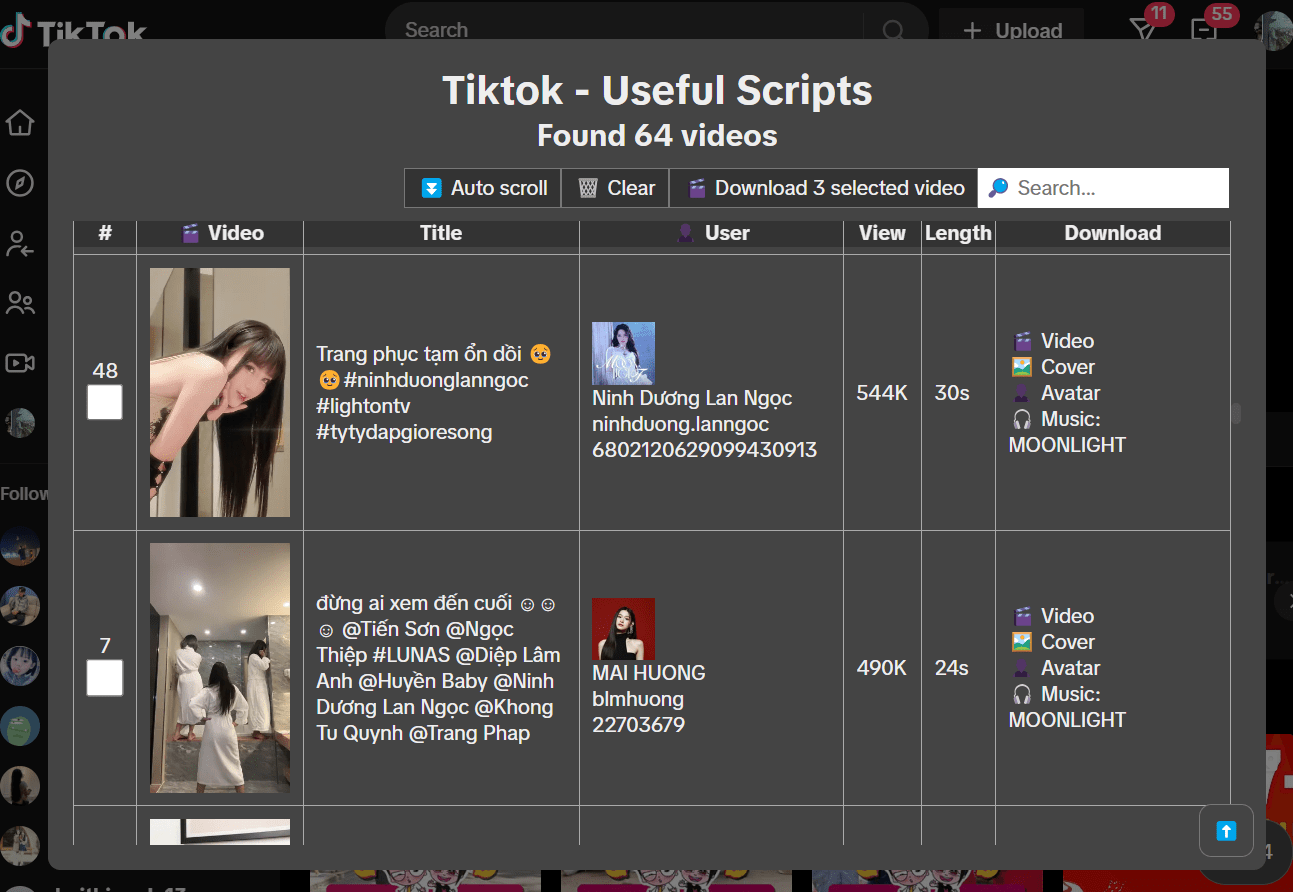 TikTok
Search
Upload
11
55
Tiktok - Useful Scripts
Found 64 videos
Auto scroll
Clear
Download 3 selected video
Search...
#
Video
Title
User
View
Length
Download
48
Trang phục tạm ổn dồi 🥹
🥹#ninhduonglanngoc
#lightontv
#tytydapgioresong
Ninh Dương Lan Ngọc
ninhduong.lanngoc
6802120629099430913
544K
30s
Video
Cover
Avatar
Music:
MOONLIGHT
Follow
7
đừng ai xem đến cuối ☺☺
☺ @Tiến Sơn @Ngọc
Thiệp #LUNAS @Diệp Lâm
Anh @Huyền Baby @Ninh
Dương Lan Ngọc @Khong
Tu Quynh @Trang Phap
MAI HUONG
blmhuong
22703679
490K
24s
Video
Cover
Avatar
Music:
MOONLIGHT